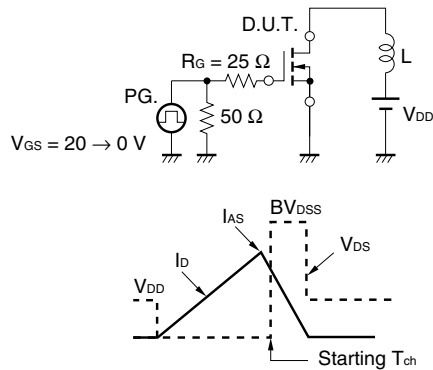 D.U.T.
RG = 25 Ω
L
PG.
50 Ω
VDD
VGS = 20 → 0 V
BVDSS
IAS
ID
VDS
VDD
Starting Tch